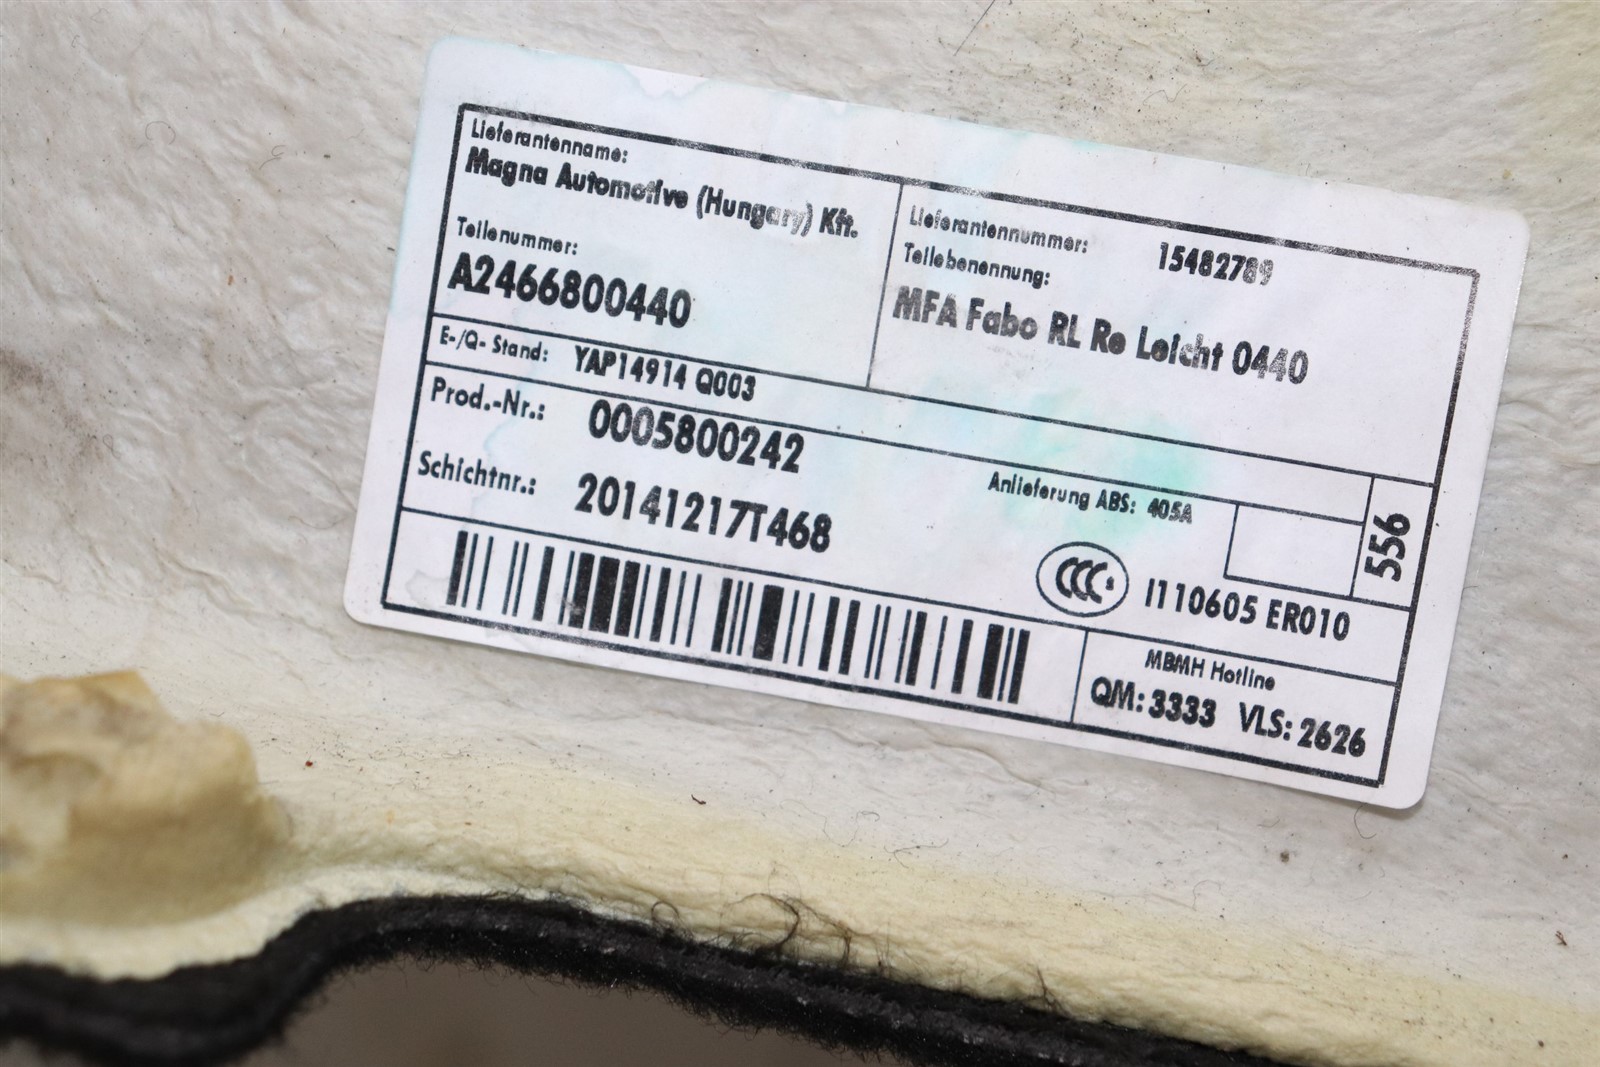 Lieferantenname:
Magna Automotive (Hungary) Kft.
Teilenummer:
A2466800440
Lieferantennummer: 15482789
Teilebenennung:
MFA Fabo RL Re Leicht 0440
E-/Q- Stand: YAP14914 Q003
Prod.-Nr.: 0005800242
Schichtnr.: 20141217T468
Anlieferung ABS: 405A
556
CCC S I110605 ER010
MBMH Hotline
QM: 3333 VLS: 2626